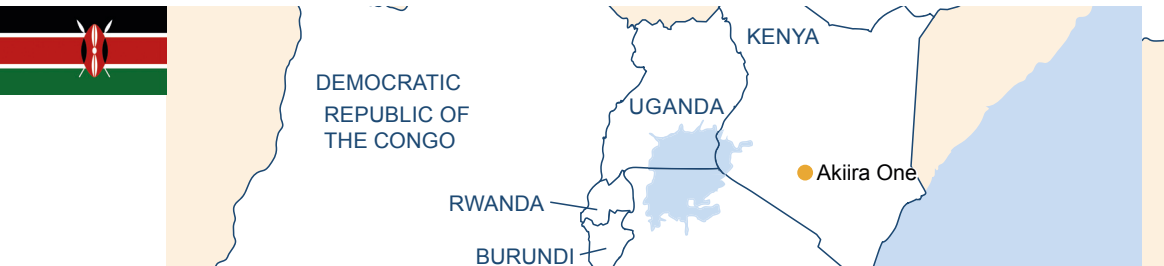 KENYA
DEMOCRATIC
REPUBLIC OF
THE CONGO
UGANDA
Akiira One
RWANDA
BURUNDI